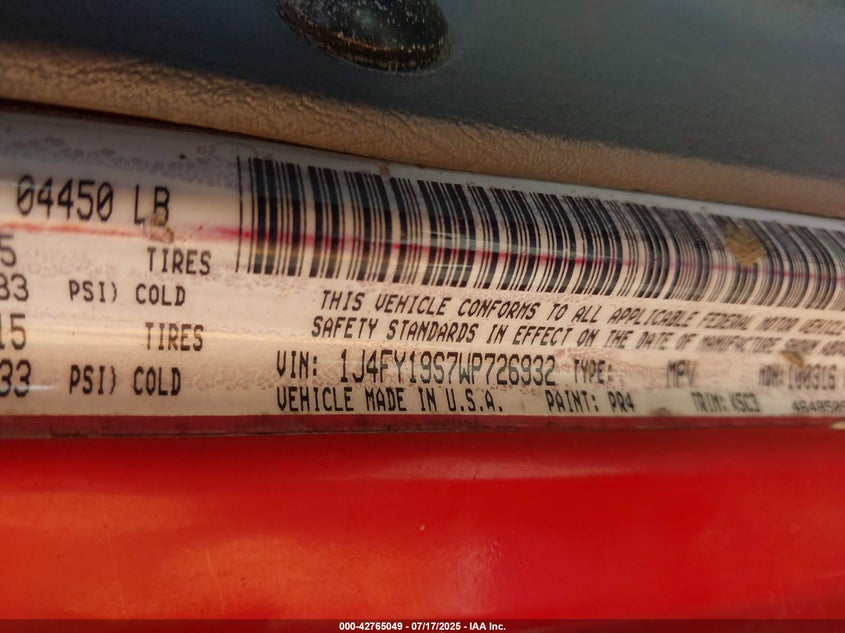 04450 LB
5 TIRES
33 PSI) COLD
15 TIRES
33 PSI) COLD
THIS VEHICLE CONFORMS TO ALL APPLICABLE FEDERAL MOTOR VEHICLE
SAFETY STANDARDS IN EFFECT ON THE DATE OF MANUFACTURE SHOWN ABOVE
VIN: 1J4FY19S7WP726932 TYPE: MPV MDH: 100316
VEHICLE MADE IN U.S.A. PAINT: PR4 TRIM: K5C3
000-42765049 - 07/17/2025 - IAA Inc.